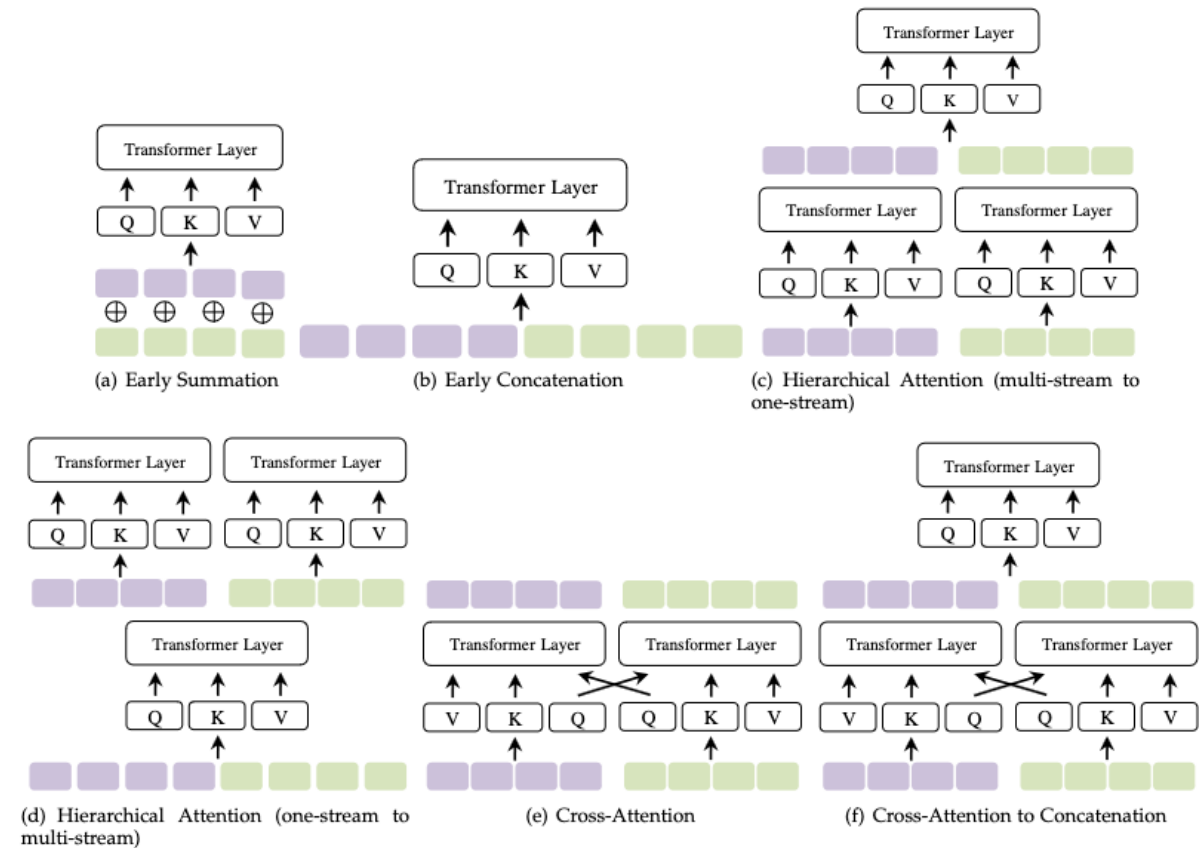 Transformer Layer
Q K V
(a) Early Summation
Transformer Layer
Q K V
(b) Early Concatenation
Transformer Layer
Q K V
Transformer Layer Transformer Layer
Q K V Q K V
(c) Hierarchical Attention (multi-stream to
one-stream)
Transformer Layer Transformer Layer
Q K V Q K V
Transformer Layer
Q K V
(d) Hierarchical Attention (one-stream to
multi-stream)
Transformer Layer Transformer Layer
V K Q Q K V
(e) Cross-Attention
Transformer Layer
Q K V
Transformer Layer Transformer Layer
V K Q Q K V
(f) Cross-Attention to Concatenation